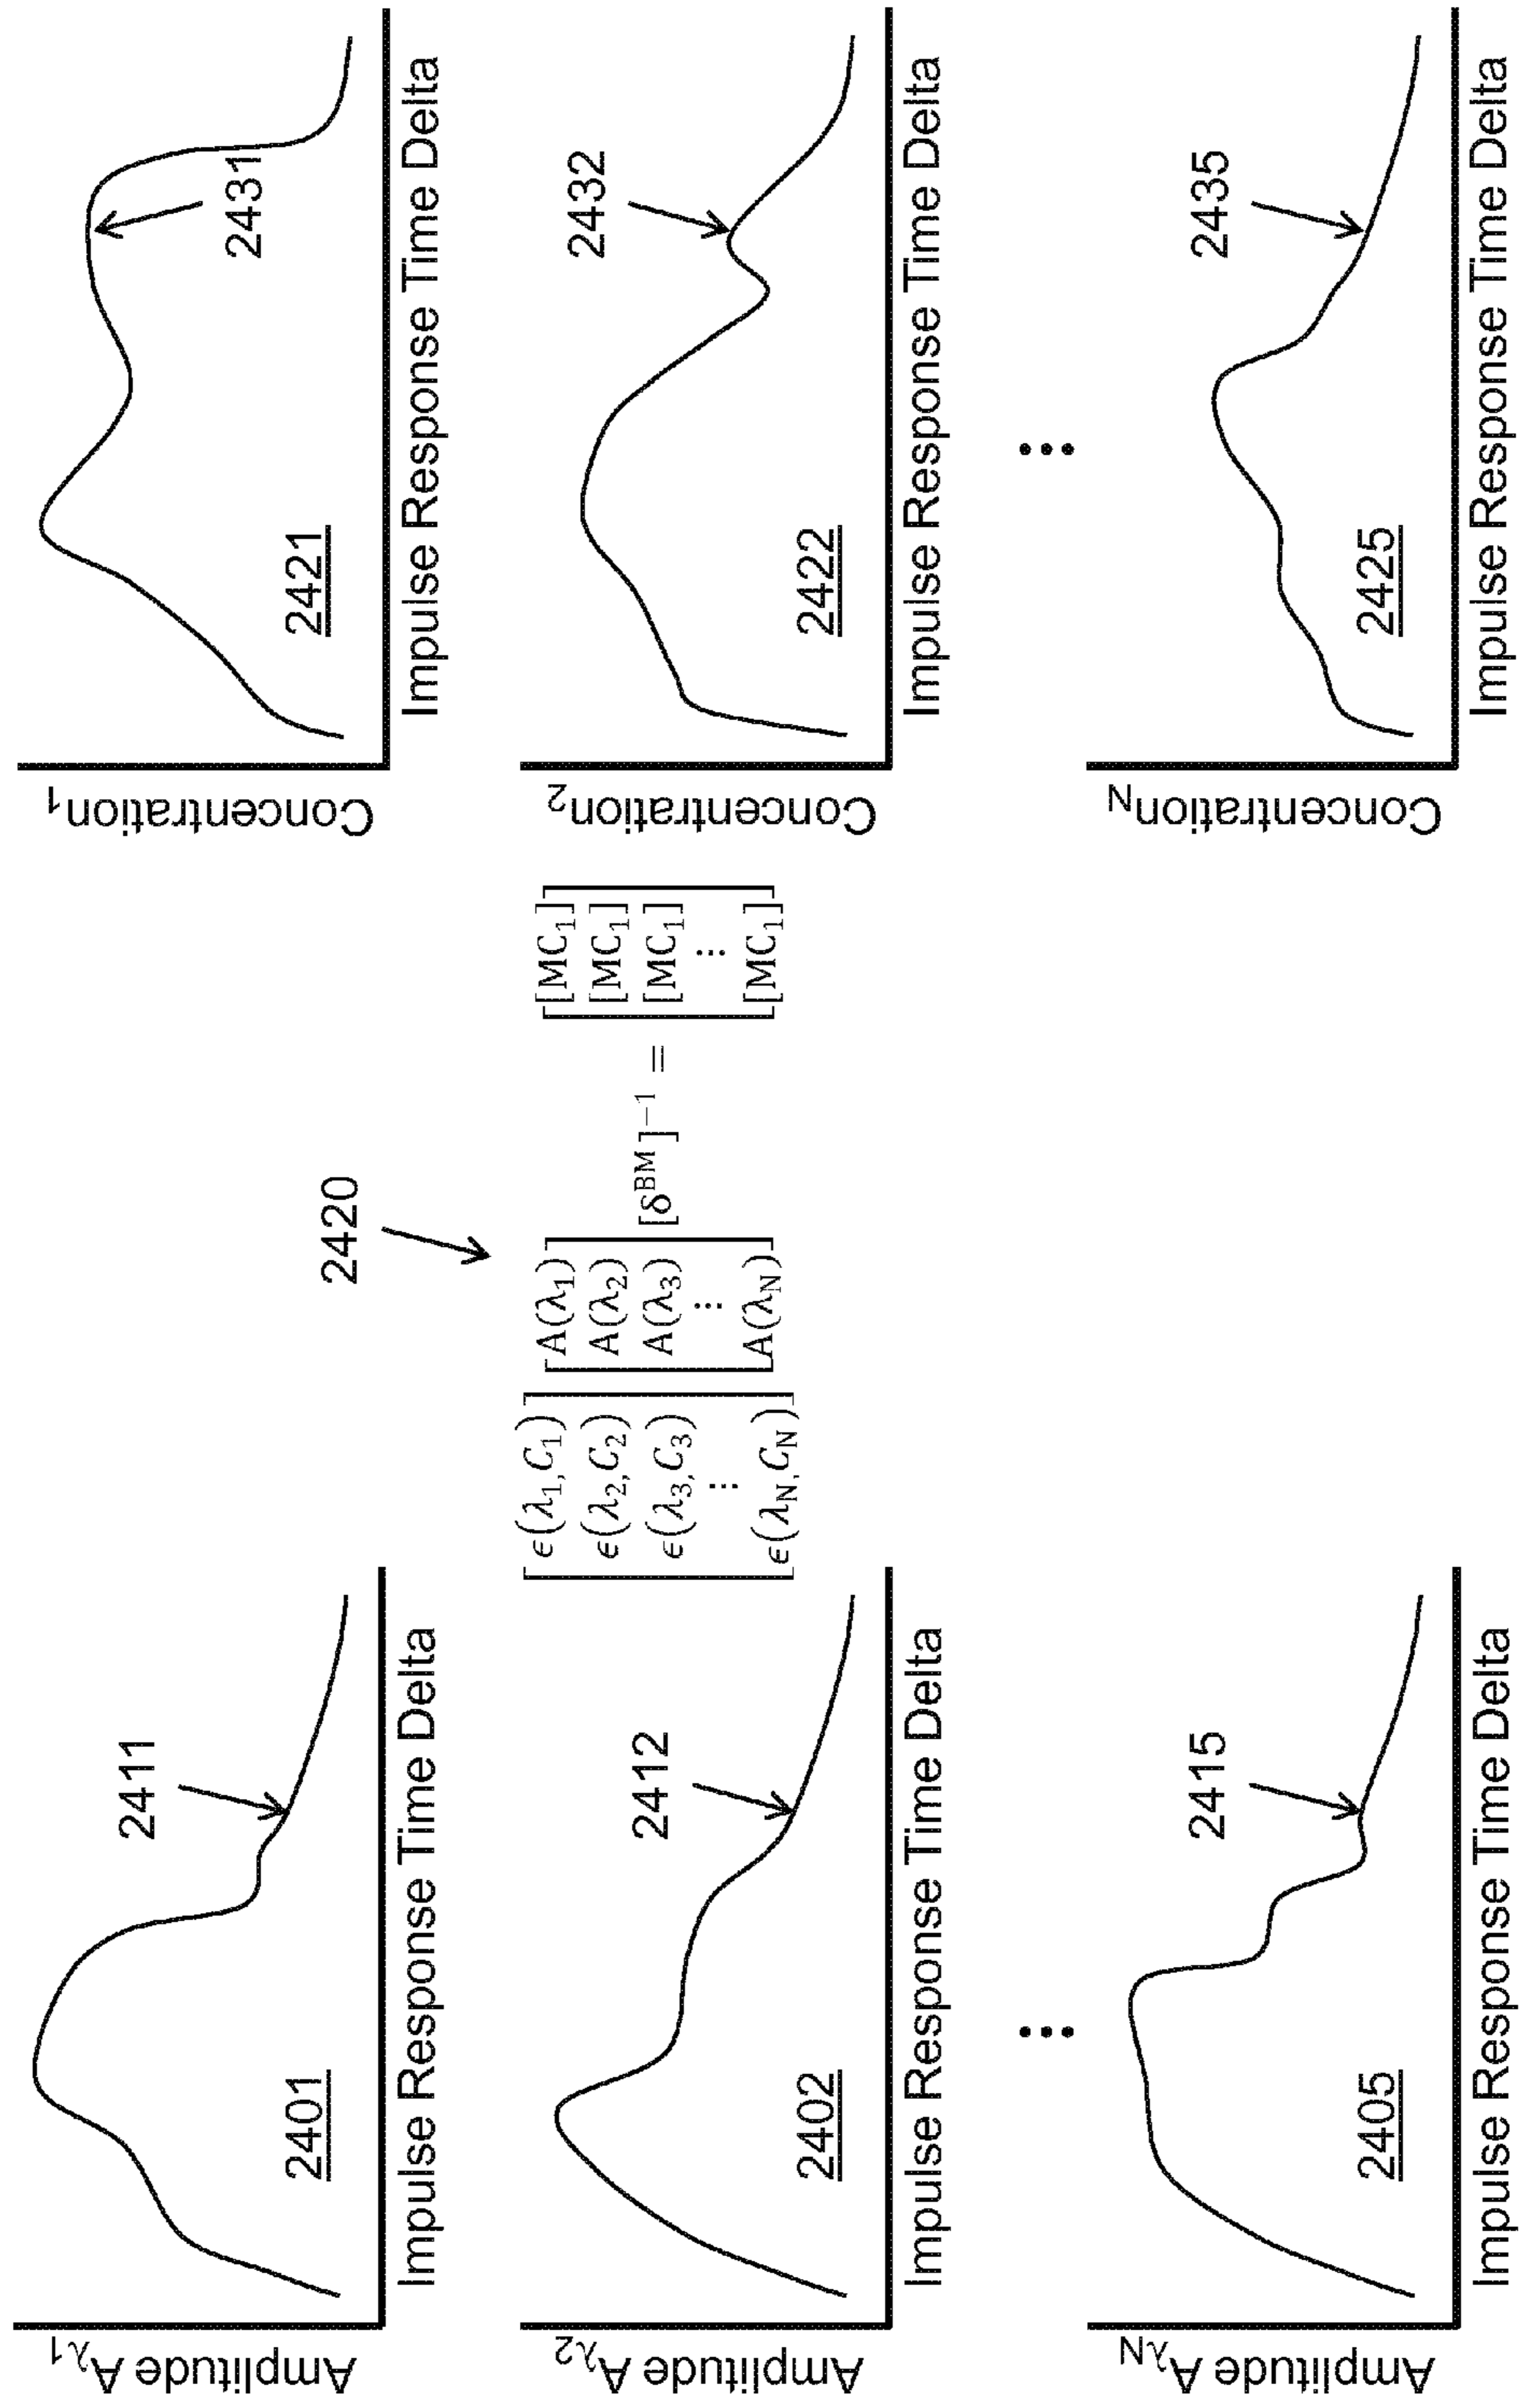 Amplitude Aλ1
2401
2411
Impulse Response Time Delta
Amplitude Aλ2
2402
2412
Impulse Response Time Delta
⋮
Amplitude AλN
2405
2415
Impulse Response Time Delta
2420
[ϵ(λ1,C1) ϵ(λ2,C2) ϵ(λ3,C3) ⋮ ϵ(λN,CN)] [A(λ1) A(λ2) A(λ3) ⋮ A(λN)] [δ^BM]^−1 = [[MC1] [MC1] [MC1] ⋮ [MC1]]
Concentration1
2421
2431
Impulse Response Time Delta
Concentration2
2422
2432
Impulse Response Time Delta
⋮
ConcentrationN
2425
2435
Impulse Response Time Delta